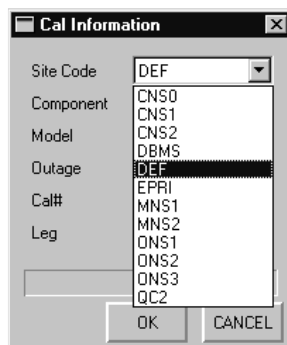 Cal Information
Site Code DEF
Component
Model
Outage
Cal#
Leg
CNS0
CNS1
CNS2
DBMS
DEF
EPRI
MNS1
MNS2
ONS1
ONS2
ONS3
QC2
OK CANCEL